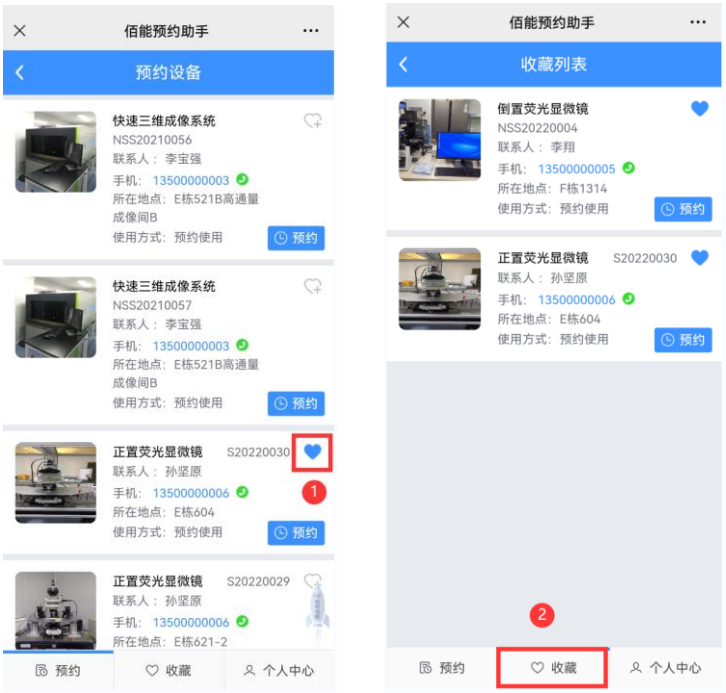 佰能预约助手
预约设备
快速三维成像系统
NSS20210056
联系人：李宝强
手机：13500000003
所在地点：E栋521B高通量
成像间B
使用方式：预约使用
预约
快速三维成像系统
NSS20210057
联系人：李宝强
手机：13500000003
所在地点：E栋521B高通量
成像间B
使用方式：预约使用
预约
正置荧光显微镜 S20220030
联系人：孙坚原
1
手机：13500000006
所在地点：E栋604
使用方式：预约使用
预约
正置荧光显微镜 S20220029
联系人：孙坚原
手机：13500000006
所在地点：E栋621-2
预约 收藏 个人中心
佰能预约助手
收藏列表
倒置荧光显微镜
NSS20220004
联系人：李翔
手机：13500000005
所在地点：F栋1314
使用方式：预约使用
预约
正置荧光显微镜 S20220030
联系人：孙坚原
手机：13500000006
所在地点：E栋604
使用方式：预约使用
预约
2
预约 收藏 个人中心